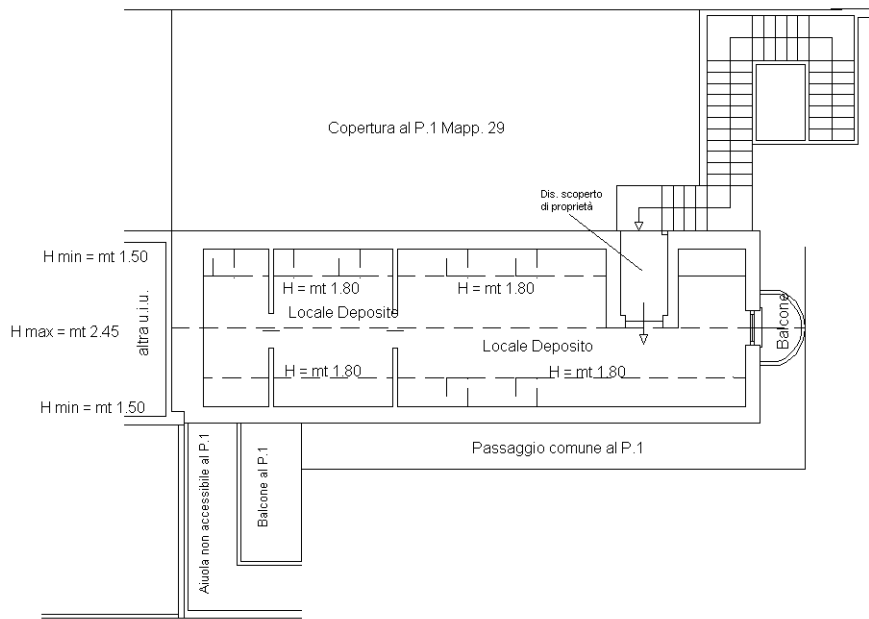 Copertura al P.1 Mapp. 29
Dis. scoperto
di proprietà
H min = mt 1.50
H = mt 1.80
H = mt 1.80
Locale Deposito
altra u.i.u.
H max = mt 2.45
Balcone
Locale Deposito
H = mt 1.80
H = mt 1.80
H min = mt 1.50
Passaggio comune al P.1
Aiuola non accessibile al P.1
Balcone al P.1